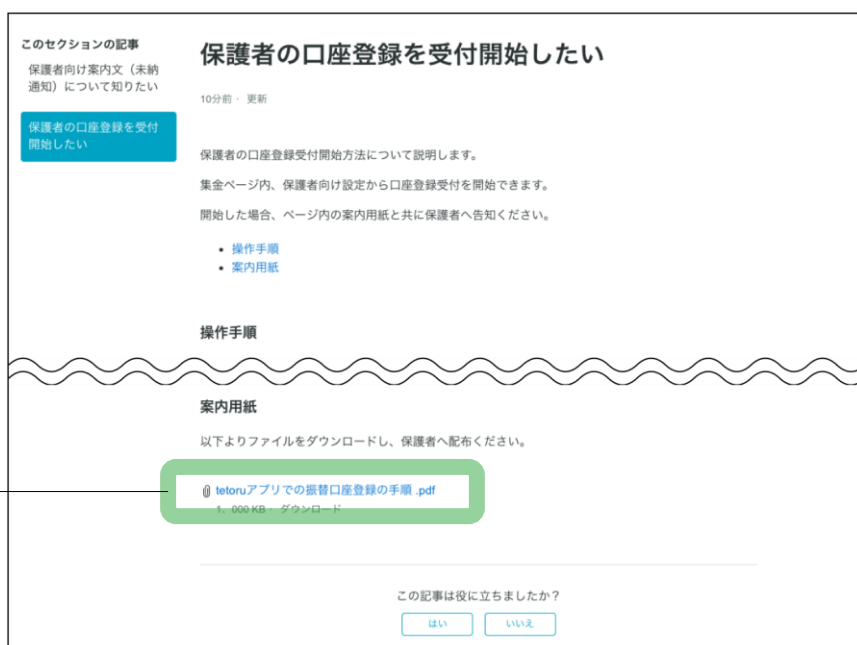 このセクションの記事
保護者向け案内文（未納
通知）について知りたい
保護者の口座登録を受付
開始したい
保護者の口座登録を受付開始したい
10分前・ 更新
保護者の口座登録受付開始方法について説明します。
集金ページ内、保護者向け設定から口座登録受付を開始できます。
開始した場合、ページ内の案内用紙と共に保護者へ告知ください。
• 操作手順
• 案内用紙
操作手順
案内用紙
以下よりファイルをダウンロードし、保護者へ配布ください。
tetoruアプリでの振替口座登録の手順 .pdf
1、000 KB・ ダウンロード
この記事は役に立ちましたか？
はい
いいえ